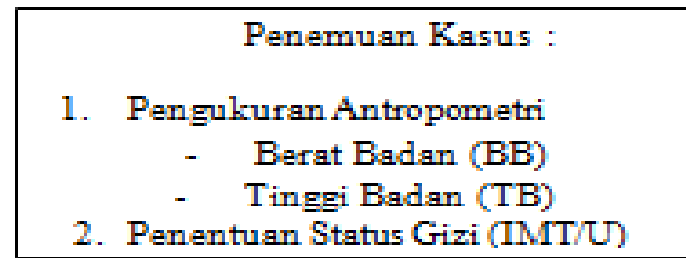 Penemuan Kasus :
1. Pengukuran Antropometri
- Berat Badan (BB)
- Tinggi Badan (TB)
2. Penentuan Status Gizi (IMT/U)